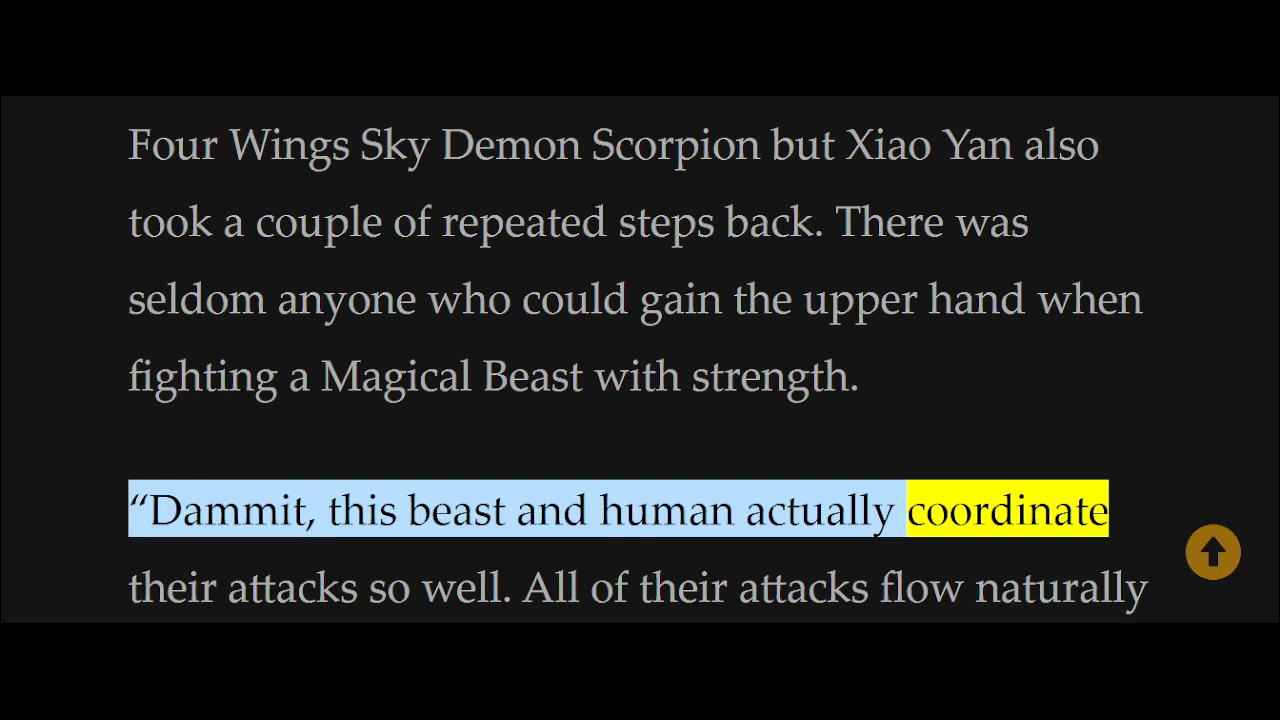 Four Wings Sky Demon Scorpion but Xiao Yan also
took a couple of repeated steps back. There was
seldom anyone who could gain the upper hand when
fighting a Magical Beast with strength.
“Dammit, this beast and human actually coordinate
their attacks so well. All of their attacks flow naturally